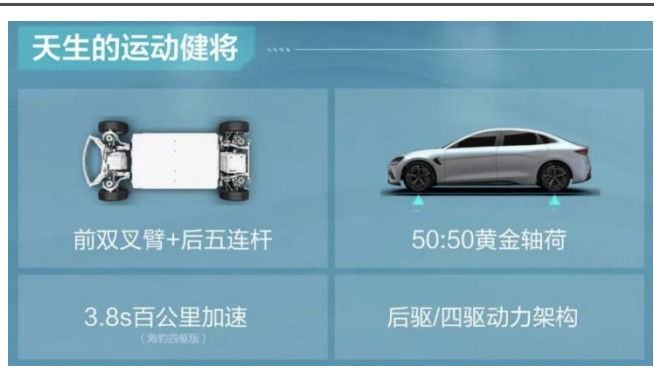 天生的运动健将
前双叉臂+后五连杆
50:50黄金轴荷
3.8s百公里加速
(海豹四驱版)
后驱/四驱动力架构